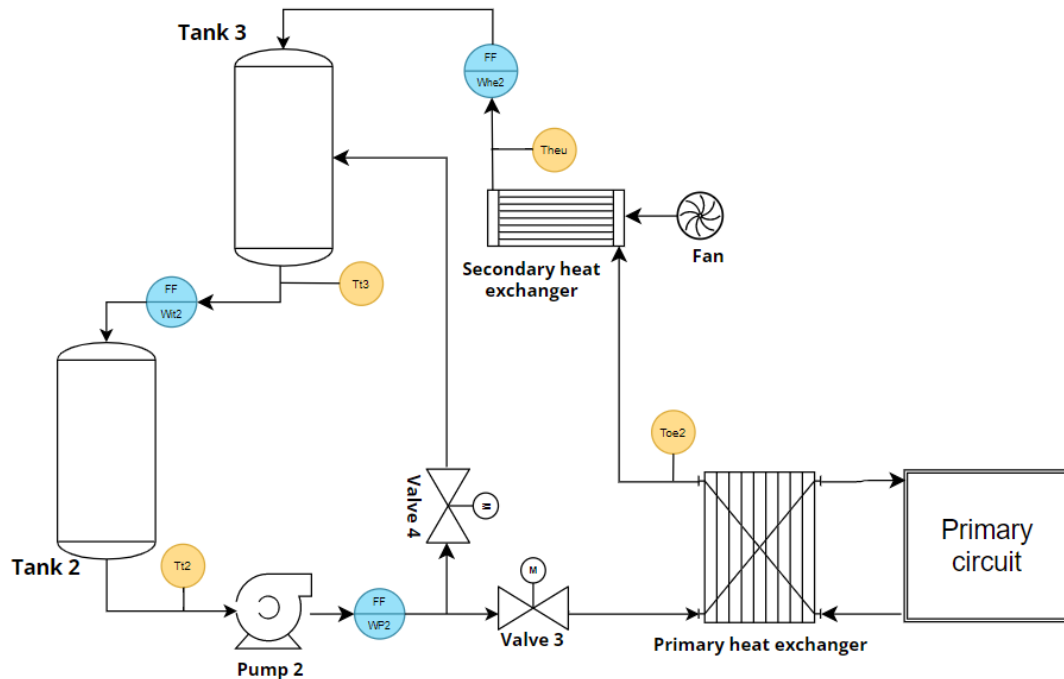 Tank 3
FF
Whe2
Theu
Secondary heat
exchanger
Fan
Tt3
FF
Wit2
Toe2
Valve 4
M
Primary
circuit
Tank 2
Tt2
FF
WP2
M
Valve 3
Primary heat exchanger
Pump 2